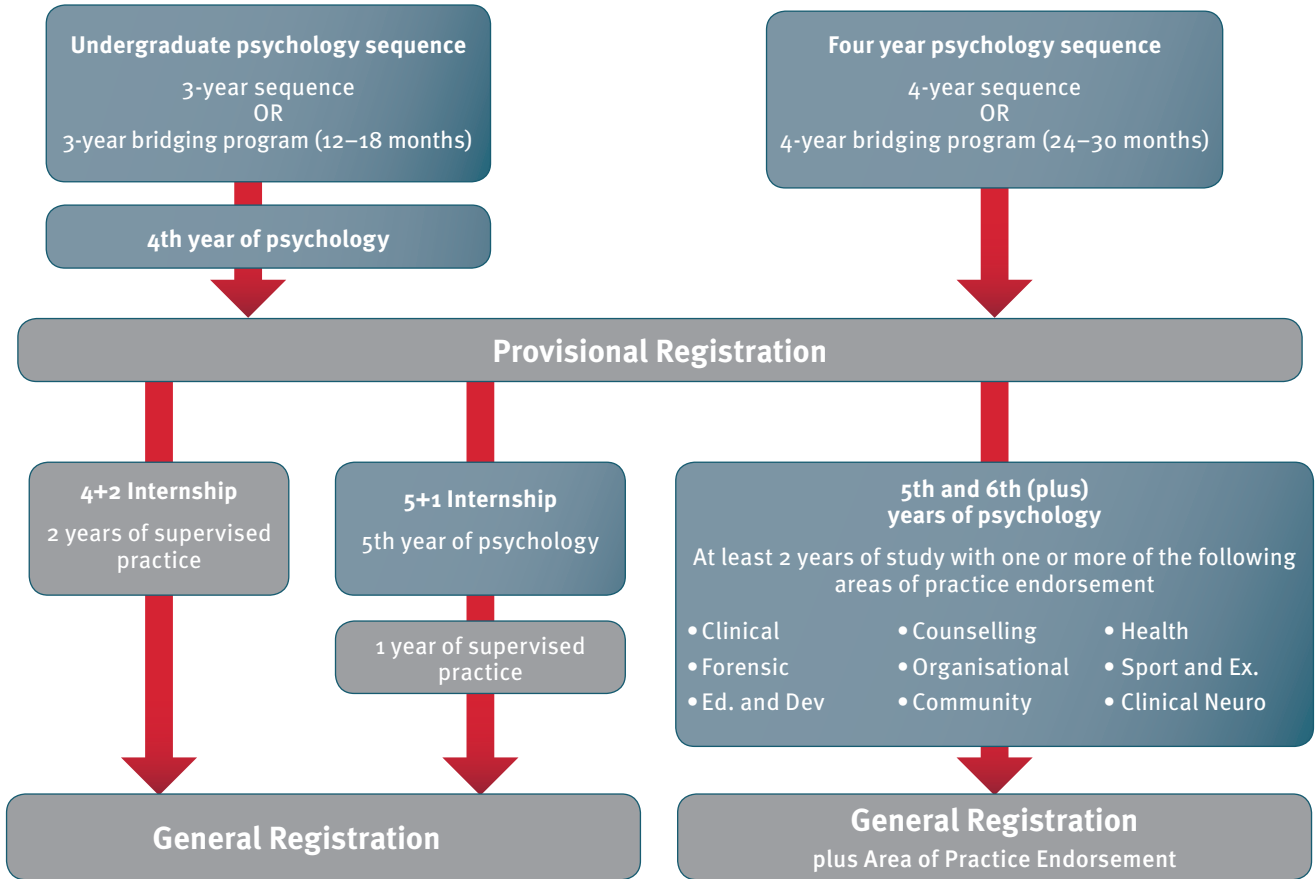 Undergraduate psychology sequence
3-year sequence
OR
3-year bridging program (12–18 months)
Four year psychology sequence
4-year sequence
OR
4-year bridging program (24–30 months)
4th year of psychology
Provisional Registration
4+2 Internship
2 years of supervised
practice
5+1 Internship
5th year of psychology
1 year of supervised
practice
5th and 6th (plus)
years of psychology
At least 2 years of study with one or more of the following
areas of practice endorsement
• Clinical
• Forensic
• Ed. and Dev
• Counselling
• Organisational
• Community
• Health
• Sport and Ex.
• Clinical Neuro
General Registration
General Registration
plus Area of Practice Endorsement